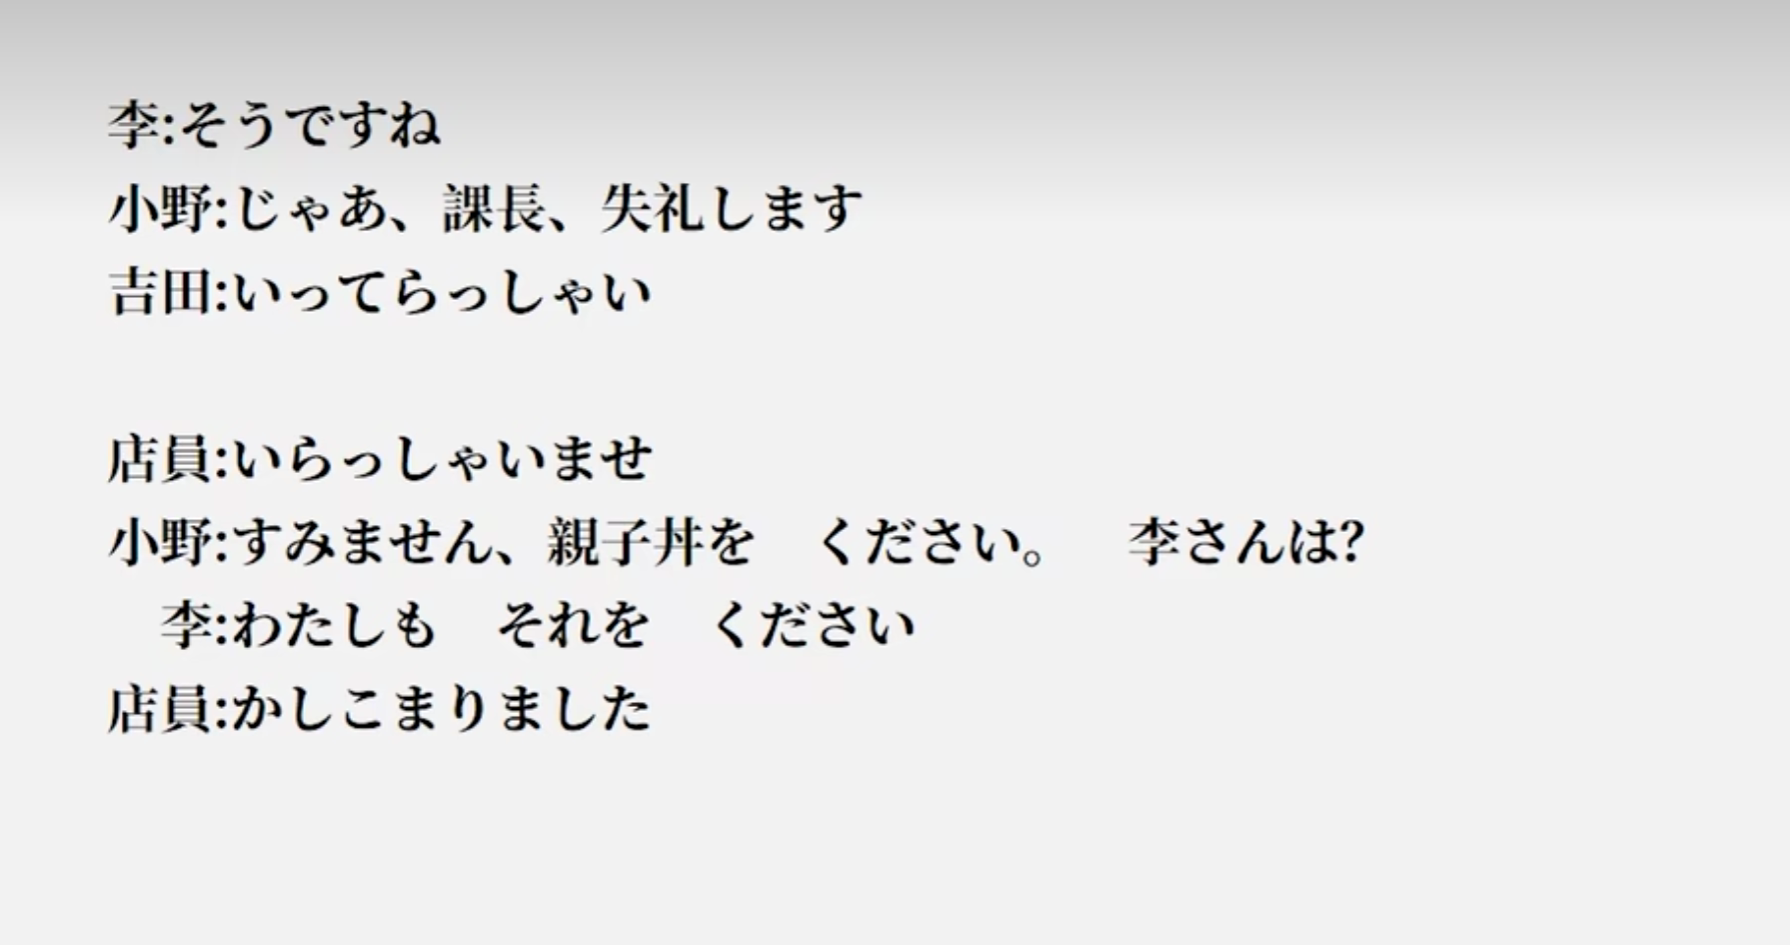 李:そうですね
小野:じゃあ、課長、失礼します
吉田:いってらっしゃい
店員:いらっしゃいませ
小野:すみません、親子丼を　ください。　李さんは?
李:わたしも　それを　ください
店員:かしこまりました